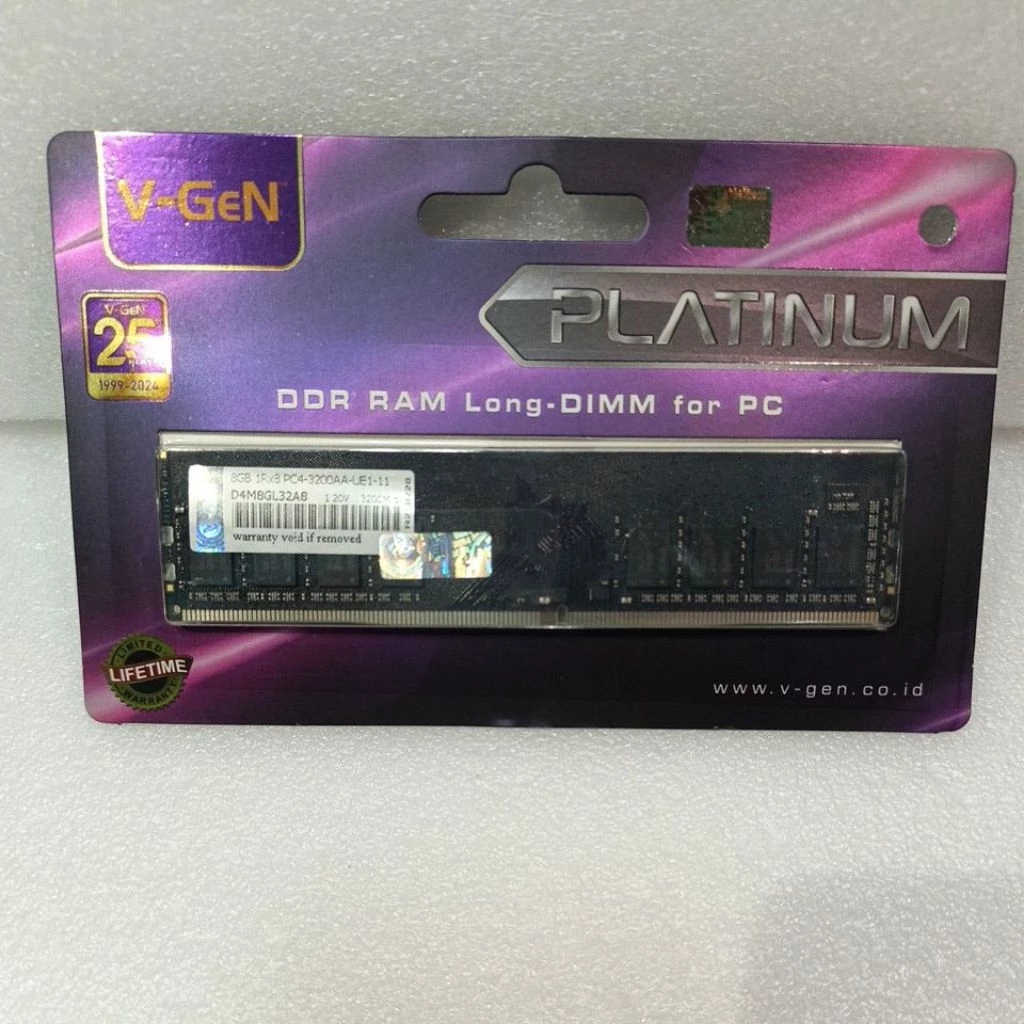 V-GeN
V-GeN
25
1999-2024
PLATINUM
DDR RAM Long-DIMM for PC
8GB 1Rx8 PC4-3200AA-UE1-11
D4M8GL32A8 1.20V
warranty void if removed
LIMITED
LIFETIME
WARRANTY
www.v-gen.co.id